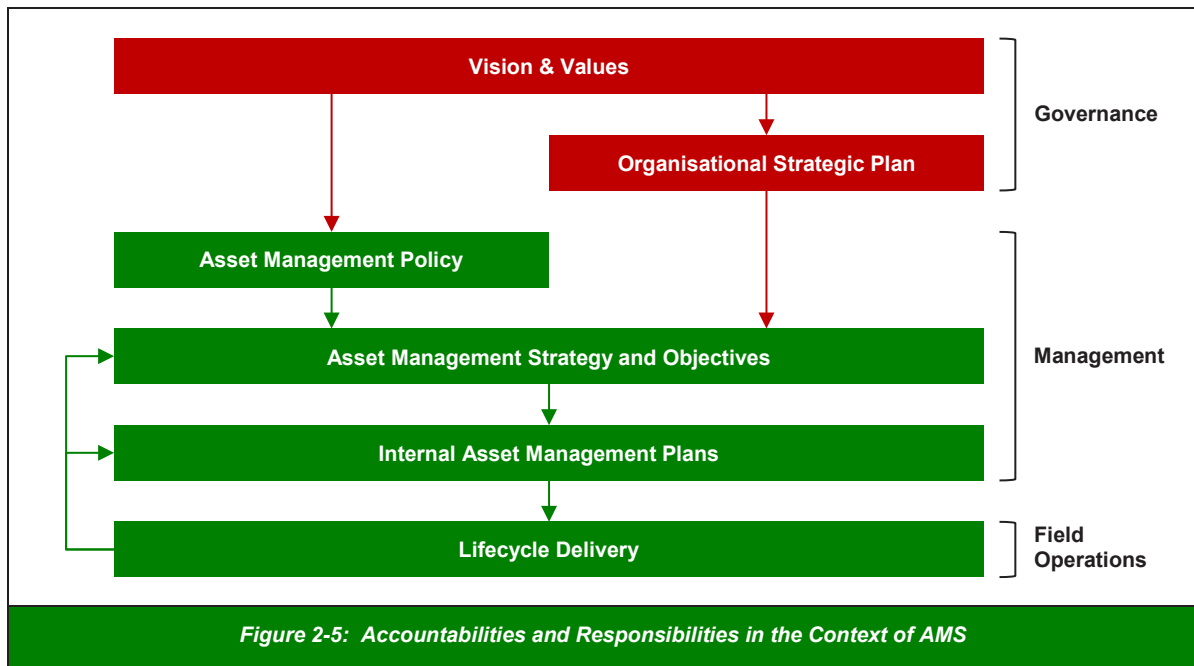 Vision & Values
Governance
Organisational Strategic Plan
Asset Management Policy
Asset Management Strategy and Objectives
Management
Internal Asset Management Plans
Lifecycle Delivery
Field
Operations
Figure 2-5: Accountabilities and Responsibilities in the Context of AMS